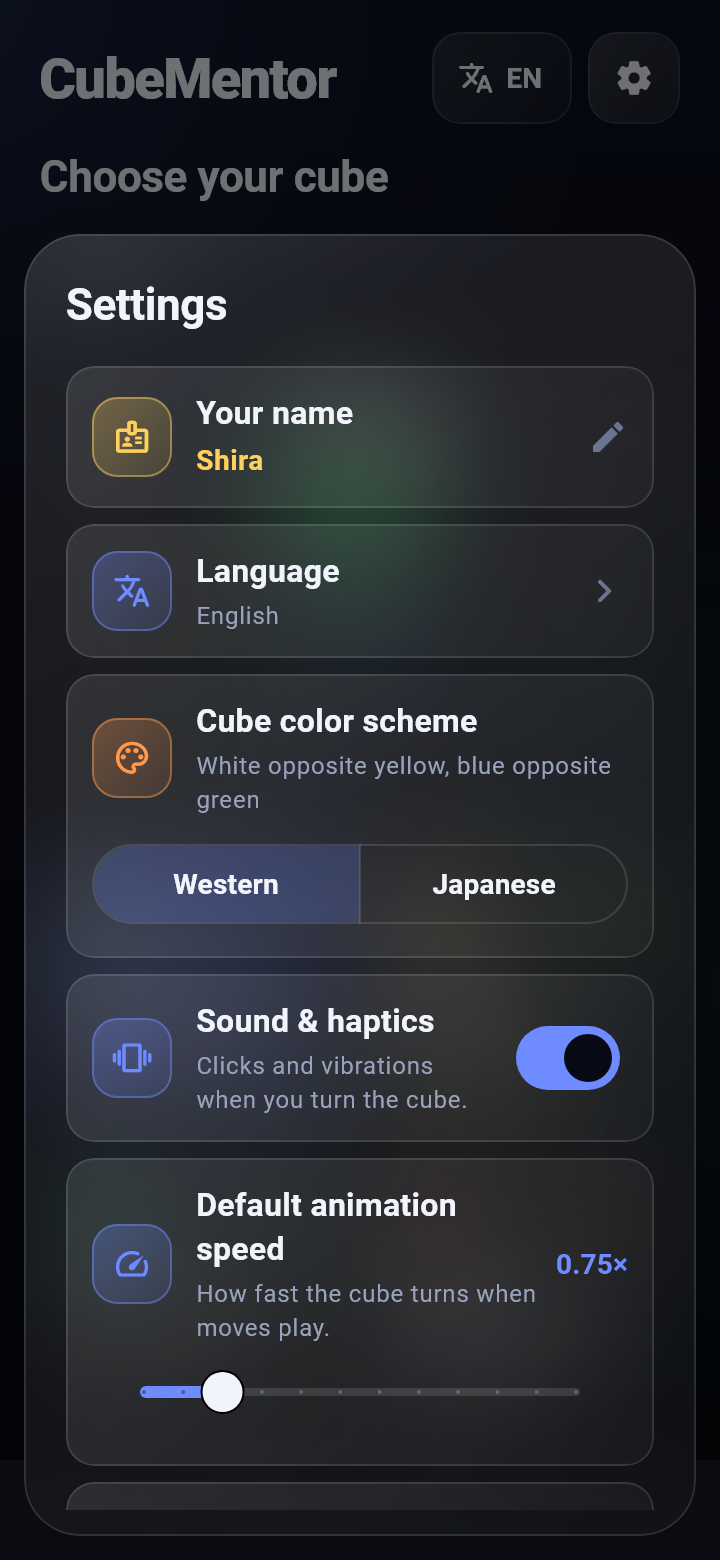 CubeMentor
EN
Choose your cube
Settings
Your name
Shira
Language
English
Cube color scheme
White opposite yellow, blue opposite
green
Western
Japanese
Sound & haptics
Clicks and vibrations
when you turn the cube.
Default animation
speed
0.75×
How fast the cube turns when
moves play.